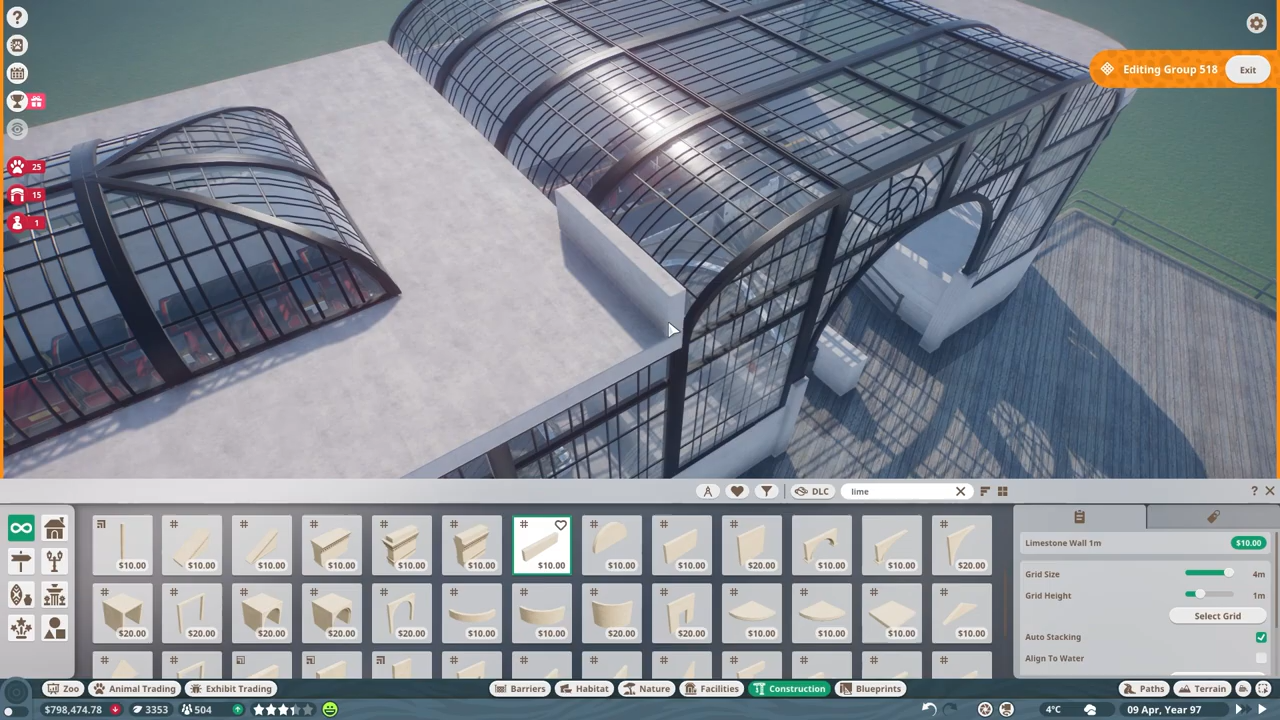 Editing Group 518
Exit
25
15
1
DLC
lime
$10.00 $10.00 $10.00 $10.00 $10.00 $10.00 $10.00 $10.00 $10.00 $20.00 $10.00 $10.00 $20.00
$20.00 $20.00 $20.00 $20.00 $20.00 $10.00 $10.00 $20.00 $20.00 $10.00 $10.00 $10.00 $10.00
Limestone Wall 1m $10.00
Grid Size 4m
Grid Height 1m
Select Grid
Auto Stacking
Align To Water
Zoo Animal Trading Exhibit Trading Barriers Habitat Nature Facilities Construction Blueprints Paths Terrain
$798,474.78 3353 504 4°C 09 Apr, Year 97